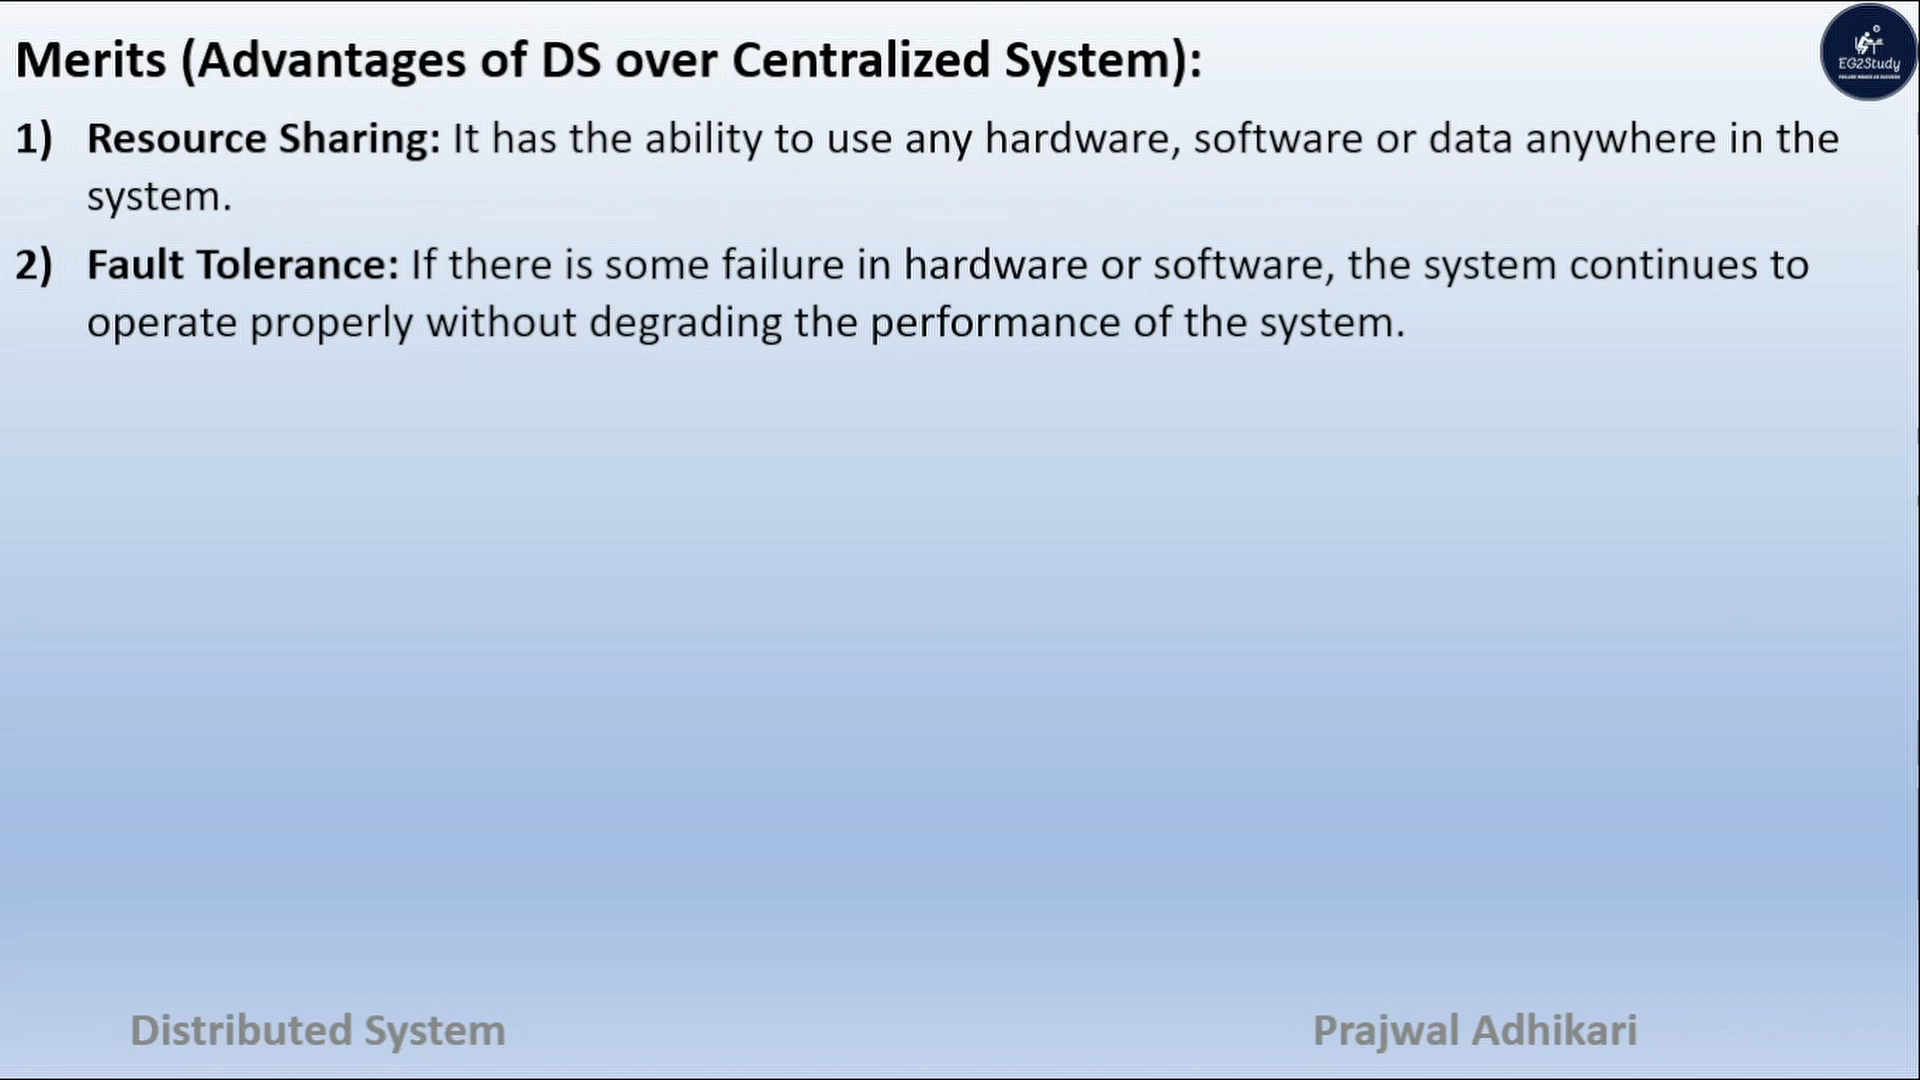 Merits (Advantages of DS over Centralized System):
EG2Study
1) Resource Sharing: It has the ability to use any hardware, software or data anywhere in the
system.
2) Fault Tolerance: If there is some failure in hardware or software, the system continues to
operate properly without degrading the performance of the system.
Distributed System
Prajwal Adhikari